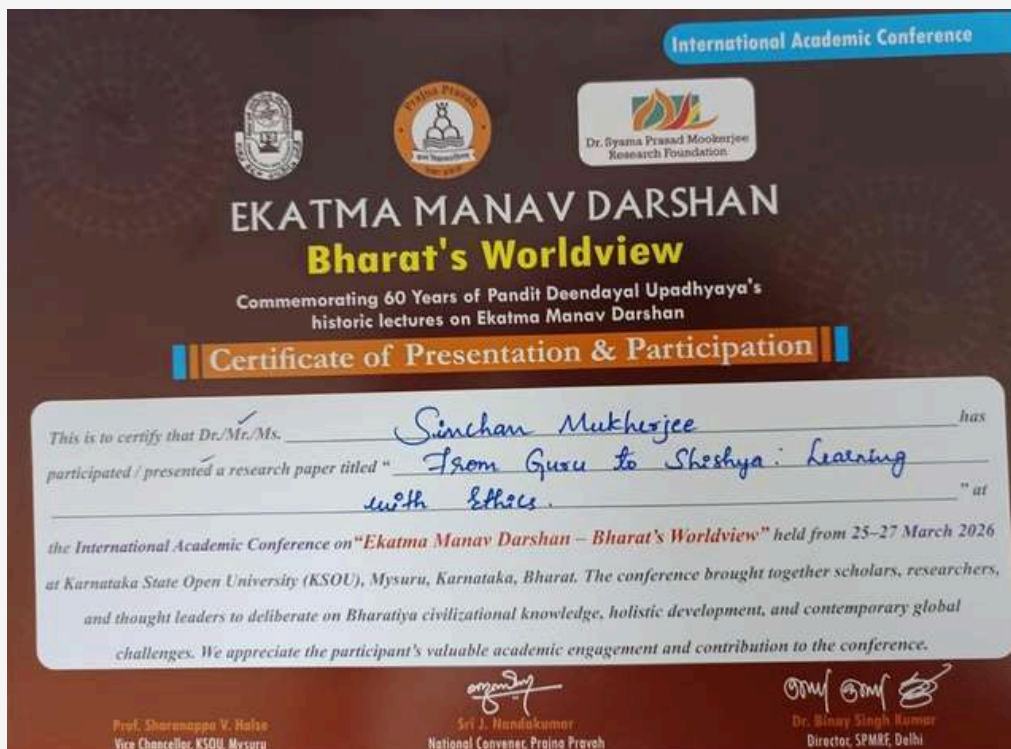 International Academic Conference
Prajna Pravah
Dr. Syama Prasad Mookerjee
Research Foundation
EKATMA MANAV DARSHAN
Bharat's Worldview
Commemorating 60 Years of Pandit Deendayal Upadhyaya's
historic lectures on Ekatma Manav Darshan
Certificate of Presentation & Participation
This is to certify that Dr./Mr./Ms. Sinchan Mukherjee has
participated / presented a research paper titled “ From Guru to Shishya : Learning
with Ethics. ” at
the International Academic Conference on “Ekatma Manav Darshan – Bharat's Worldview” held from 25–27 March 2026
at Karnataka State Open University (KSOU), Mysuru, Karnataka, Bharat. The conference brought together scholars, researchers,
and thought leaders to deliberate on Bharatiya civilizational knowledge, holistic development, and contemporary global
challenges. We appreciate the participant's valuable academic engagement and contribution to the conference.
Prof. Sharanappa V. Halse
Vice Chancellor, KSOU, Mysuru
Sri J. Nandakumar
National Convener, Prajna Pravah
Dr. Binay Singh Kumar
Director, SPMRF, Delhi